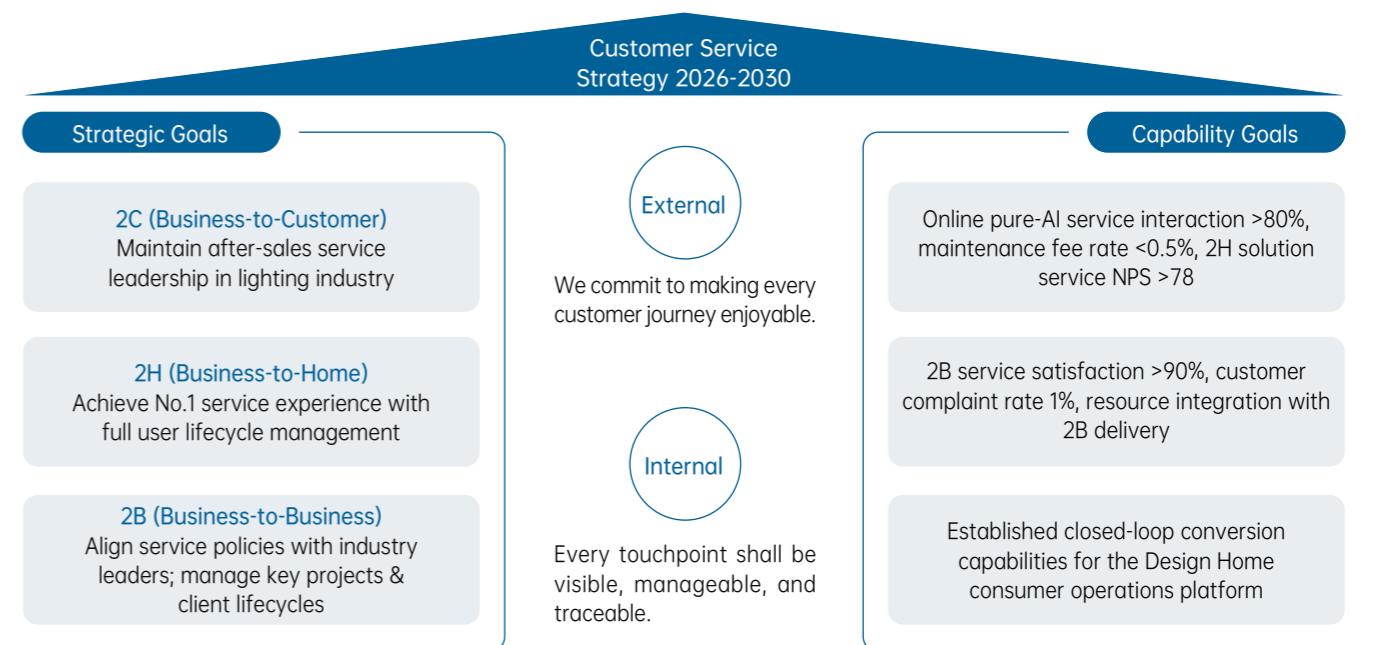 Customer Service
Strategy 2026-2030
Strategic Goals
2C (Business-to-Customer)
Maintain after-sales service
leadership in lighting industry
2H (Business-to-Home)
Achieve No.1 service experience with
full user lifecycle management
2B (Business-to-Business)
Align service policies with industry
leaders; manage key projects &
client lifecycles
External
We commit to making every
customer journey enjoyable.
Internal
Every touchpoint shall be
visible, manageable, and
traceable.
Capability Goals
Online pure-AI service interaction >80%,
maintenance fee rate <0.5%, 2H solution
service NPS >78
2B service satisfaction >90%, customer
complaint rate 1%, resource integration with
2B delivery
Established closed-loop conversion
capabilities for the Design Home
consumer operations platform